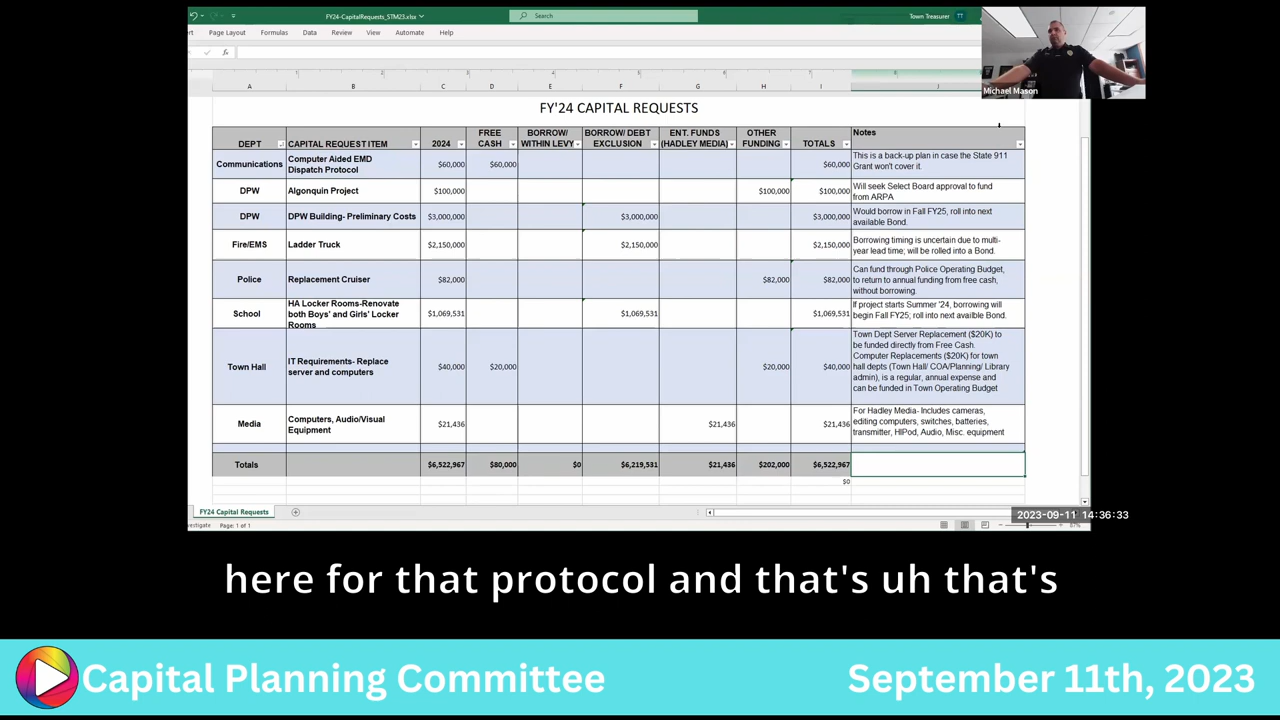 FY24-CapitalRequests_STM23.xlsx
Search
Town Treasurer
TT
Page Layout Formulas Data Review View Automate Help
Michael Mason
FY'24 CAPITAL REQUESTS
DEPT CAPITAL REQUEST ITEM 2024 FREE CASH BORROW/ WITHIN LEVY BORROW/ DEBT EXCLUSION ENT. FUNDS (HADLEY MEDIA) OTHER FUNDING TOTALS Notes
Communications Computer Aided EMD Dispatch Protocol $60,000 $60,000 $60,000 This is a back-up plan in case the State 911 Grant won't cover it.
DPW Algonquin Project $100,000 $100,000 $100,000 Will seek Select Board approval to fund from ARPA
DPW DPW Building- Preliminary Costs $3,000,000 $3,000,000 $3,000,000 Would borrow in Fall FY25, roll into next available Bond.
Fire/EMS Ladder Truck $2,150,000 $2,150,000 $2,150,000 Borrowing timing is uncertain due to multi-year lead time; will be rolled into a Bond.
Police Replacement Cruiser $82,000 $82,000 $82,000 Can fund through Police Operating Budget, to return to annual funding from free cash, without borrowing.
School HA Locker Rooms-Renovate both Boys' and Girls' Locker Rooms $1,069,531 $1,069,531 $1,069,531 If project starts Summer '24, borrowing will begin Fall FY25; roll into next availble Bond.
Town Hall IT Requirements- Replace server and computers $40,000 $20,000 $20,000 $40,000 Town Dept Server Replacement ($20K) to be funded directly from Free Cash. Computer Replacements ($20K) for town hall depts (Town Hall/ COA/Planning/ Library admin), is a regular, annual expense and can be funded in Town Operating Budget
Media Computers, Audio/Visual Equipment $21,436 $21,436 $21,436 For Hadley Media- Includes cameras, editing computers, switches, batteries, transmitter, HIPod, Audio, Misc. equipment
Totals $6,522,967 $80,000 $0 $6,219,531 $21,436 $202,000 $6,522,967
$0
FY24 Capital Requests
Page: 1 of 1
2023-09-11 14:36:33
87%
here for that protocol and that's uh that's
Capital Planning Committee
September 11th, 2023